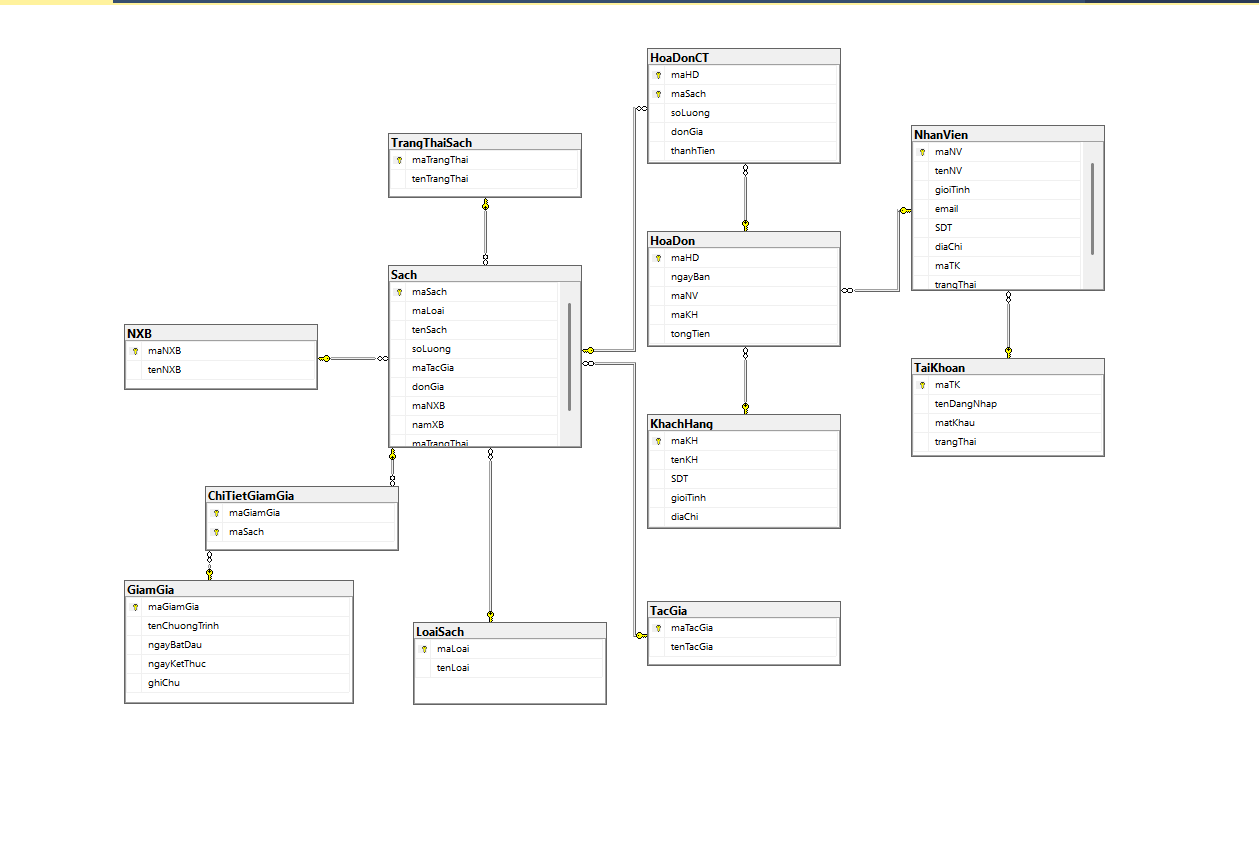 HoaDonCT
maHD
maSach
soLuong
donGia
thanhTien
TrangThaiSach
maTrangThai
tenTrangThai
NhanVien
maNV
tenNV
gioiTinh
email
SDT
diaChi
maTK
trangThai
HoaDon
maHD
ngayBan
maNV
maKH
tongTien
Sach
maSach
maLoai
tenSach
soLuong
maTacGia
donGia
maNXB
namXB
maTrangThai
NXB
maNXB
tenNXB
TaiKhoan
maTK
tenDangNhap
matKhau
trangThai
KhachHang
maKH
tenKH
SDT
gioiTinh
diaChi
ChiTietGiamGia
maGiamGia
maSach
GiamGia
maGiamGia
tenChuongTrinh
ngayBatDau
ngayKetThuc
ghiChu
LoaiSach
maLoai
tenLoai
TacGia
maTacGia
tenTacGia